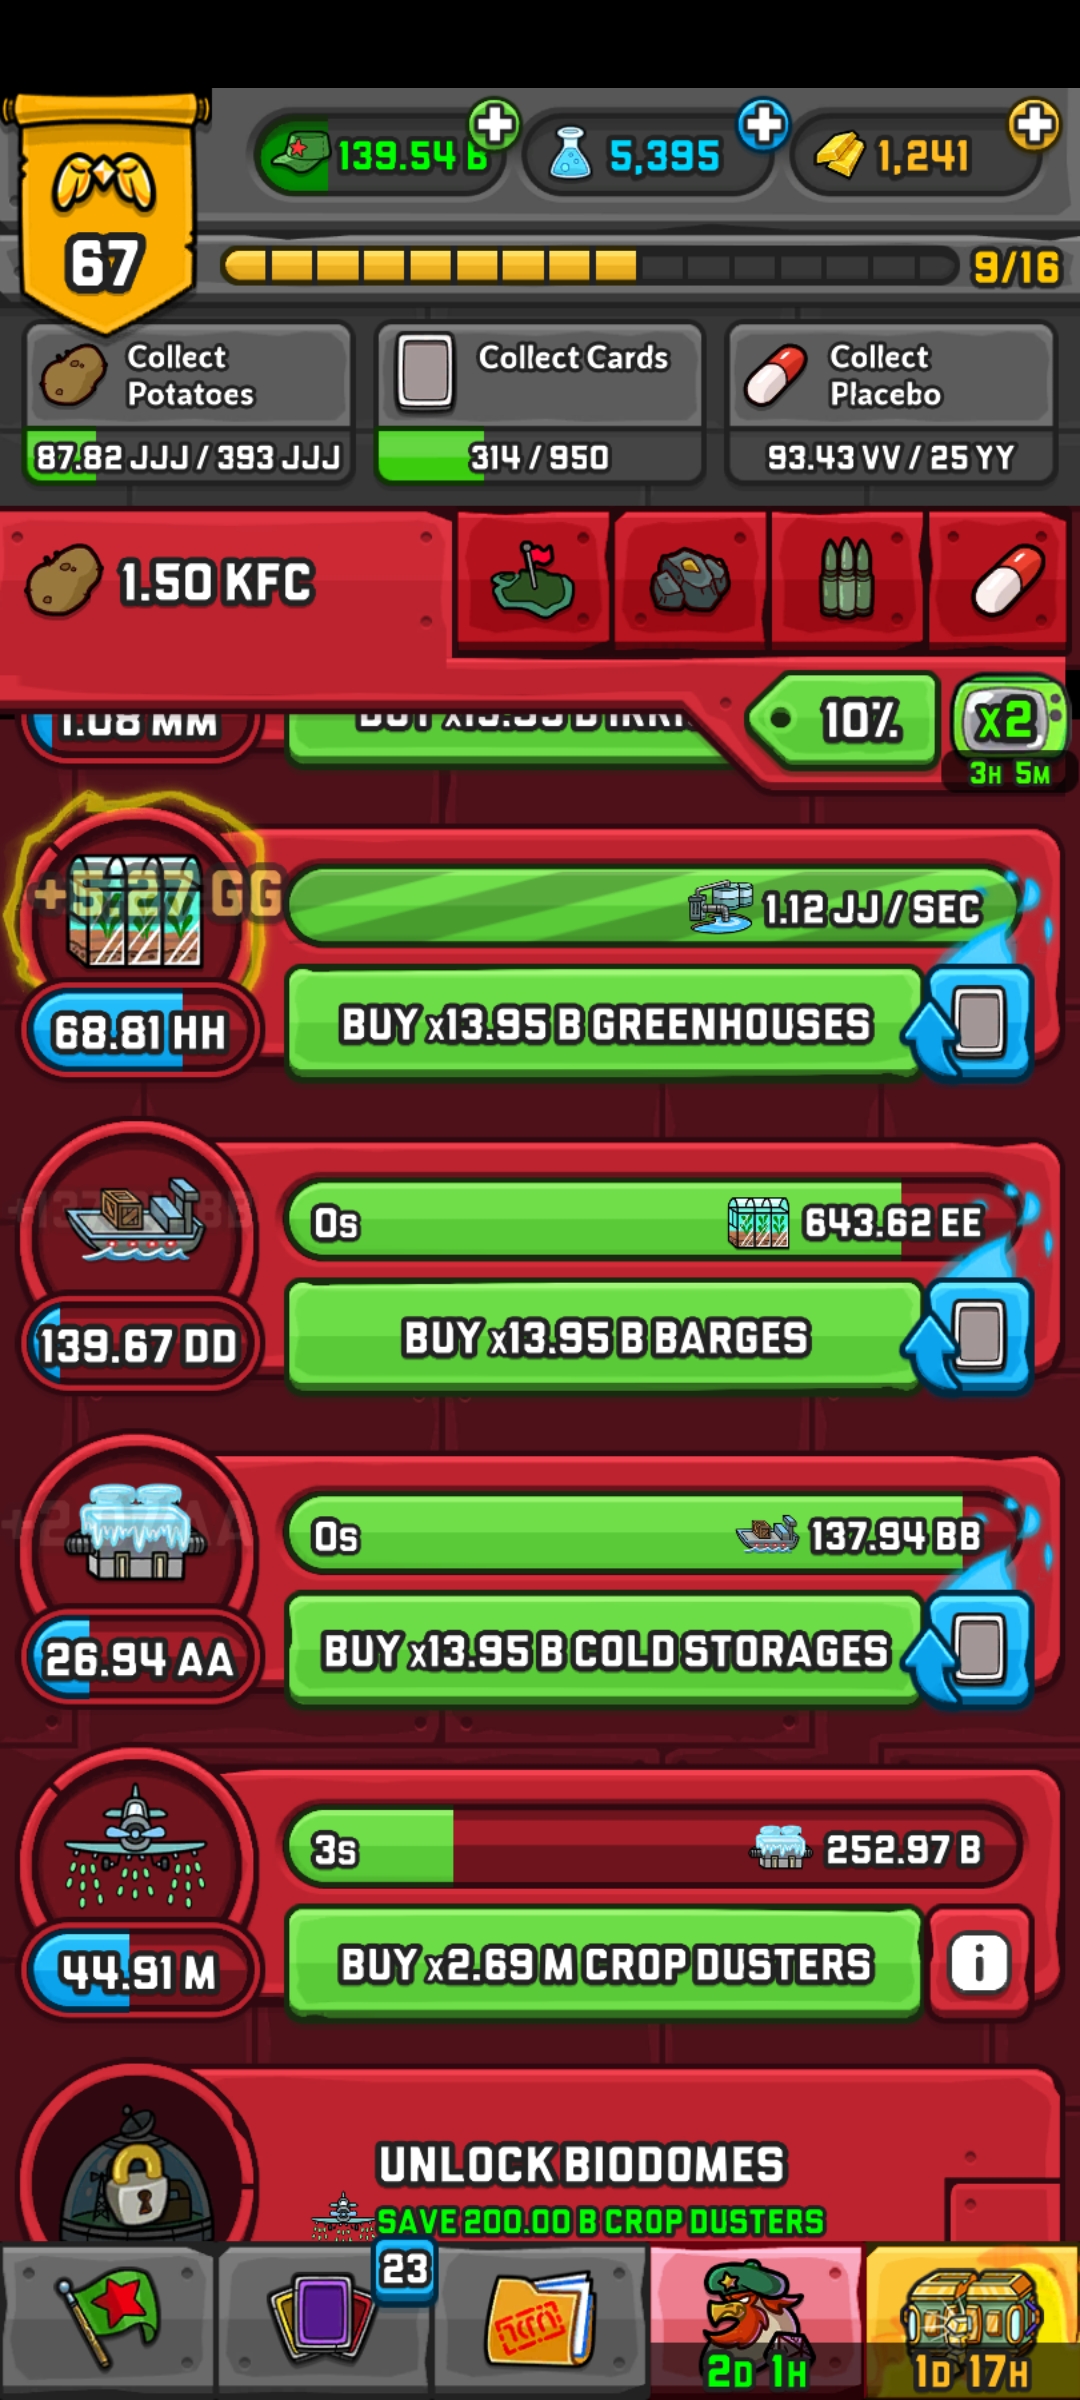 139.54 B
5,395
1,241
67
9/16
Collect
Potatoes
Collect Cards
Collect
Placebo
87.82 JJJ / 393 JJJ
314 / 950
93.43 VV / 25 YY
1.50 KFC
10%
x2
3H 5M
1.08 MM
+5.27 GG
1.12 JJ / SEC
68.81 HH
BUY x13.95 B GREENHOUSES
0s
643.62 EE
139.67 DD
BUY x13.95 B BARGES
0s
137.94 BB
26.94 AA
BUY x13.95 B COLD STORAGES
3s
252.97 B
44.91 M
BUY x2.69 M CROP DUSTERS
i
UNLOCK BIODOMES
SAVE 200.00 B CROP DUSTERS
23
2D 1H
1D 17H